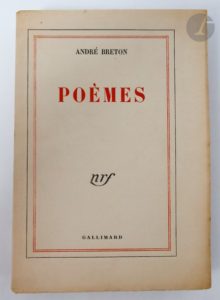 ANDRÉ BRETON
POÈMES
nrf
GALLIMARD